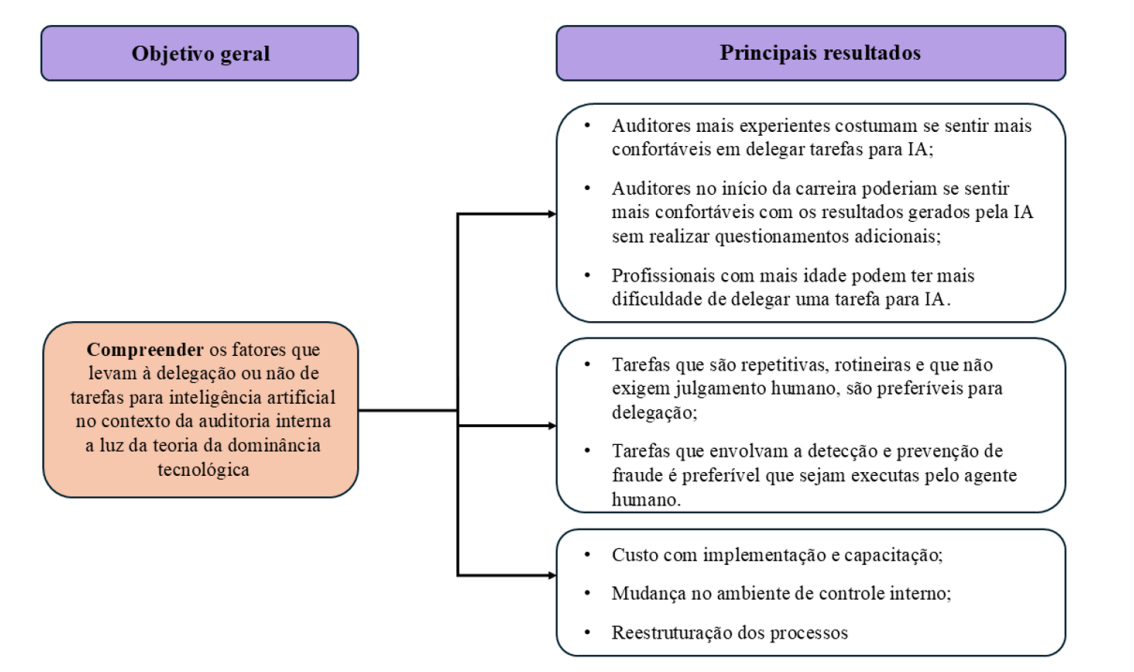 Objetivo geral
Principais resultados
• Auditores mais experientes costumam se sentir mais
confortáveis em delegar tarefas para IA;
• Auditores no início da carreira poderiam se sentir
mais confortáveis com os resultados gerados pela IA
sem realizar questionamentos adicionais;
• Profissionais com mais idade podem ter mais
dificuldade de delegar uma tarefa para IA.
Compreender os fatores que
levam à delegação ou não de
tarefas para inteligência artificial
no contexto da auditoria interna
a luz da teoria da dominância
tecnológica
• Tarefas que são repetitivas, rotineiras e que não
exigem julgamento humano, são preferíveis para
delegação;
• Tarefas que envolvam a detecção e prevenção de
fraude é preferível que sejam executas pelo agente
humano.
• Custo com implementação e capacitação;
• Mudança no ambiente de controle interno;
• Reestruturação dos processos